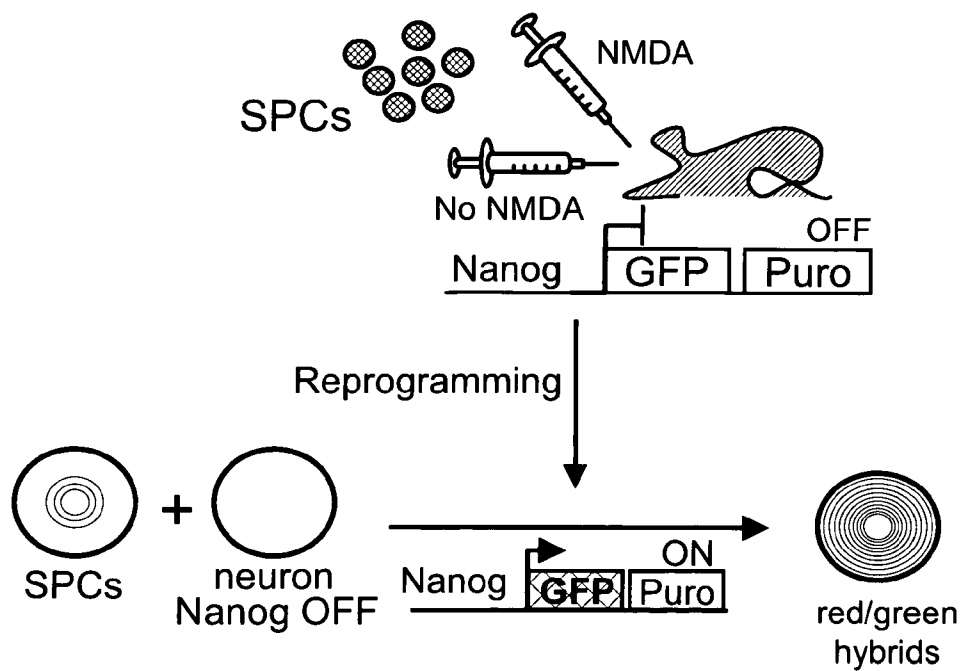 NMDA
SPCs
No NMDA
OFF
Nanog GFP Puro
Reprogramming
+
SPCs
neuron
Nanog OFF
ON
Nanog GFP Puro
red/green
hybrids